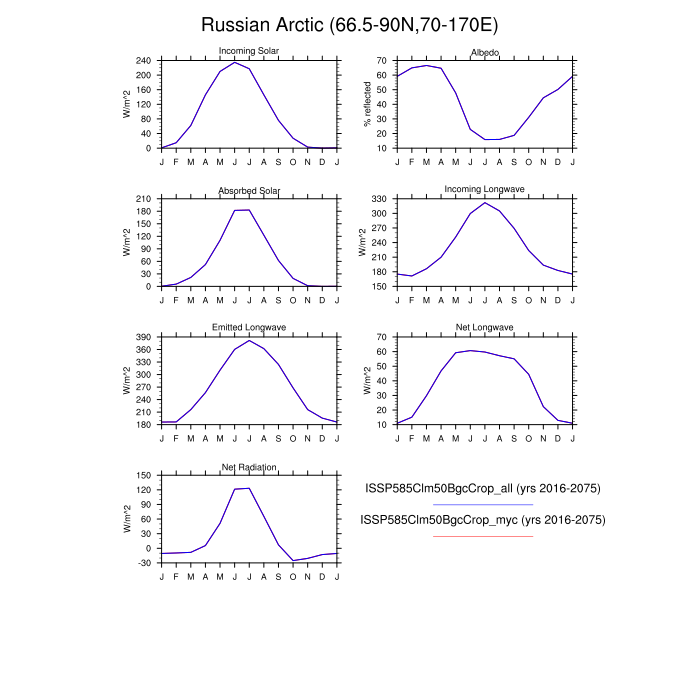 Russian Arctic (66.5-90N,70-170E)
Incoming Solar
W/m^2
240
200
160
120
80
40
0
J F M A M J J A S O N D J
Albedo
% reflected
70
60
50
40
30
20
10
J F M A M J J A S O N D J
Absorbed Solar
W/m^2
210
180
150
120
90
60
30
0
J F M A M J J A S O N D J
Incoming Longwave
W/m^2
330
300
270
240
210
180
150
J F M A M J J A S O N D J
Emitted Longwave
W/m^2
390
360
330
300
270
240
210
180
J F M A M J J A S O N D J
Net Longwave
W/m^2
70
60
50
40
30
20
10
J F M A M J J A S O N D J
Net Radiation
W/m^2
150
120
90
60
30
0
-30
J F M A M J J A S O N D J
ISSP585Clm50BgcCrop_all (yrs 2016-2075)
ISSP585Clm50BgcCrop_myc (yrs 2016-2075)